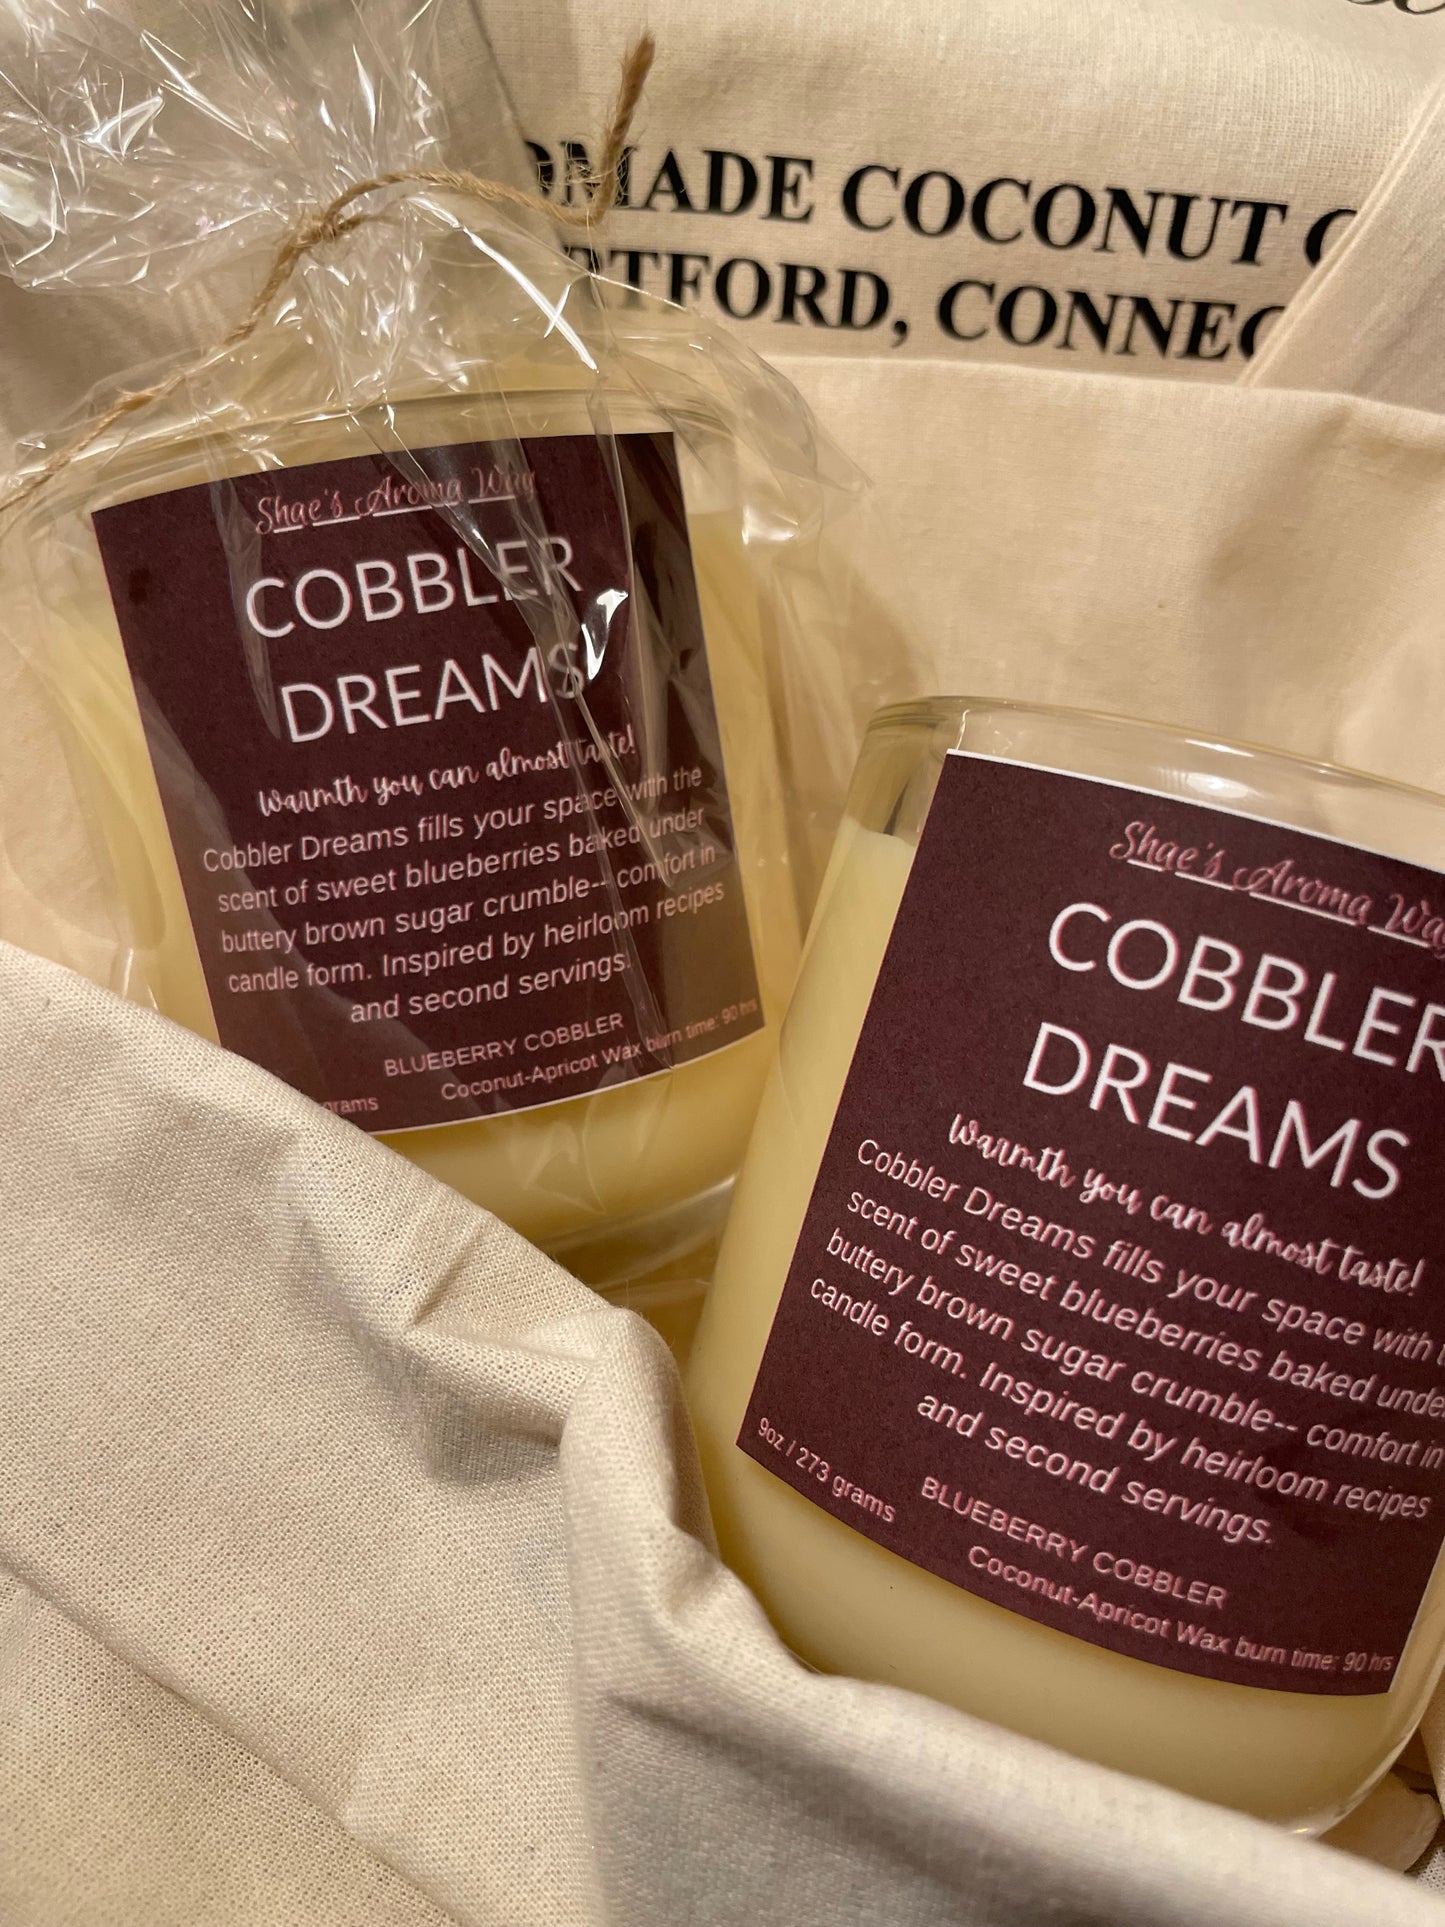 COCONUT
Shae's Aroma Way
COBBLER
DREAMS
Warmth you can almost taste!
Cobbler Dreams fills your space with the
scent of sweet blueberries baked under
buttery brown sugar crumble-- comfort in
candle form. Inspired by heirloom recipes
and second servings.
BLUEBERRY COBBLER
Coconut-Apricot Wax burn time: 90 hrs
grams
Shae's Aroma Way
COBBLER
DREAMS
Warmth you can almost taste!
Cobbler Dreams fills your space with
scent of sweet blueberries baked
buttery brown sugar crumble-- comfort in
candle form. Inspired by heirloom recipes
and second servings.
9oz / 273 grams
BLUEBERRY COBBLER
Coconut-Apricot Wax burn time: 90 hrs